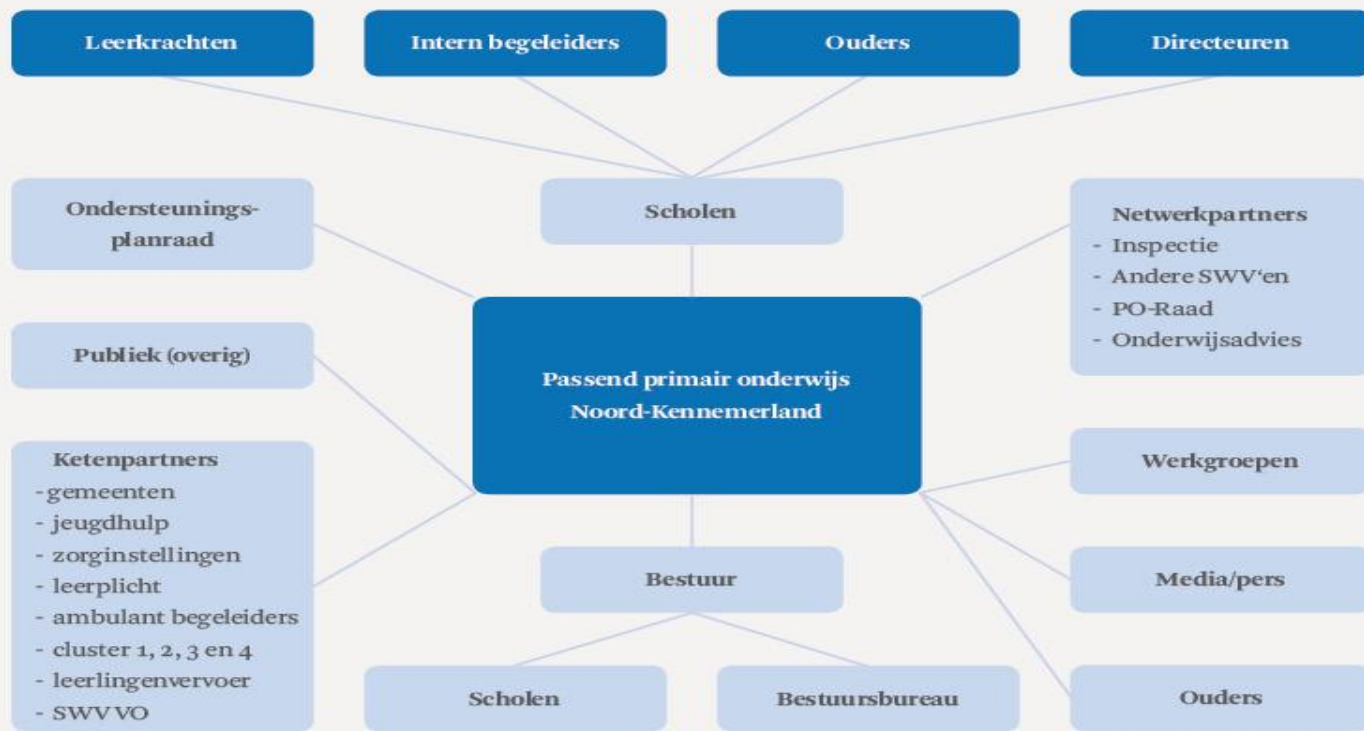 Leerkrachten
Intern begeleiders
Ouders
Directeuren
Ondersteunings-
planraad
Scholen
Netwerkpartners
- Inspectie
- Andere SWV‘en
- PO-Raad
- Onderwijsadvies
Publiek (overig)
Passend primair onderwijs
Noord-Kennemerland
Ketenpartners
-gemeenten
- jeugdhulp
- zorginstellingen
- leerplicht
- ambulant begeleiders
- cluster 1, 2, 3 en 4
- leerlingenvervoer
- SWV VO
Werkgroepen
Bestuur
Media/pers
Scholen
Bestuursbureau
Ouders